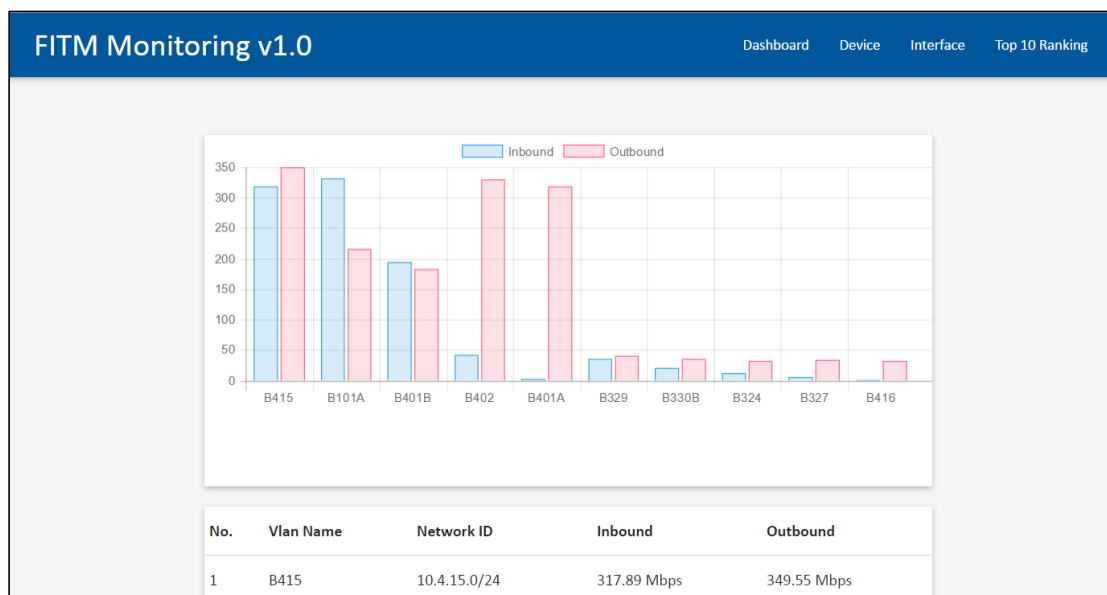 FITM Monitoring v1.0
Dashboard Device Interface Top 10 Ranking
Inbound Outbound
350
300
250
200
150
100
50
0
B415 B101A B401B B402 B401A B329 B330B B324 B327 B416
No. Vlan Name Network ID Inbound Outbound
1 B415 10.4.15.0/24 317.89 Mbps 349.55 Mbps